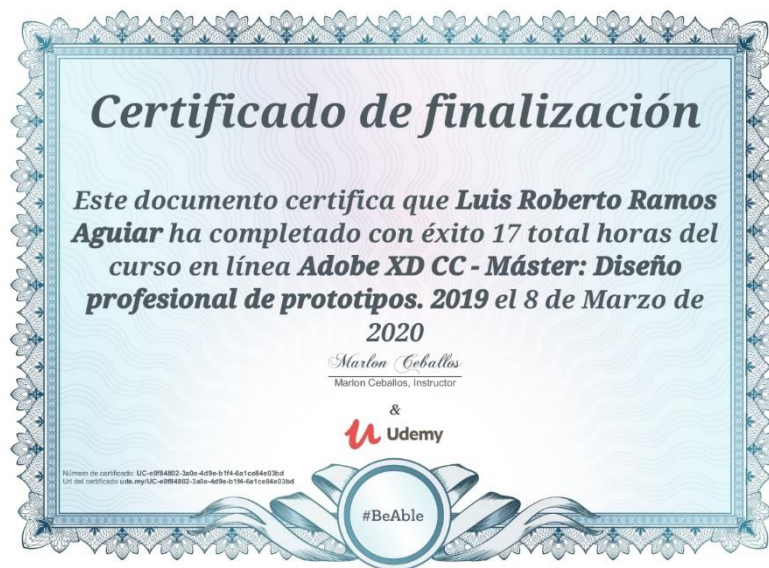 Certificado de finalización
Este documento certifica que Luis Roberto Ramos
Aguiar ha completado con éxito 17 total horas del
curso en línea Adobe XD CC - Máster: Diseño
profesional de prototipos. 2019 el 8 de Marzo de
2020
Marlon Ceballos
Marlon Ceballos, Instructor
&
Udemy
Número de certificado: UC-e0f84802-3a0e-4d9e-b1f4-6a1ce84e03bd
Url del certificado ude.my/UC-e0f84802-3a0e-4d9e-b1f4-6a1ce84e03bd
#BeAble